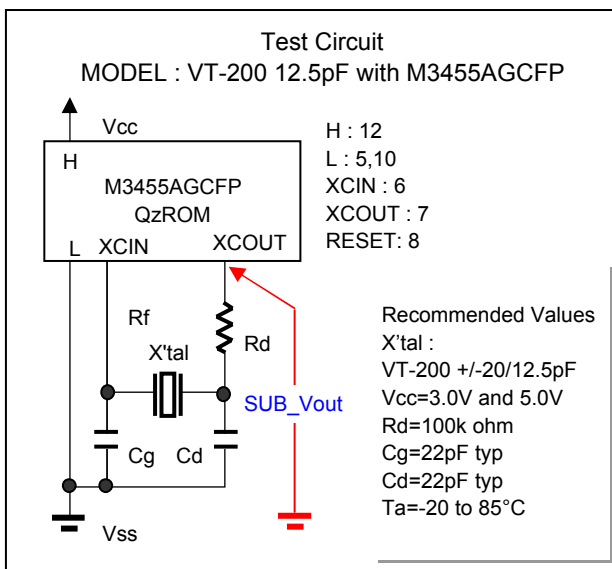 Test Circuit
MODEL : VT-200 12.5pF with M3455AGCFP
Vcc
H
M3455AGCFP
QzROM
L XCIN XCOUT
H : 12
L : 5,10
XCIN : 6
XCOUT : 7
RESET: 8
Rf
X'tal
Rd
SUB_Vout
Cg Cd
Vss
Recommended Values
X’tal :
VT-200 +/-20/12.5pF
Vcc=3.0V and 5.0V
Rd=100k ohm
Cg=22pF typ
Cd=22pF typ
Ta=-20 to 85°C